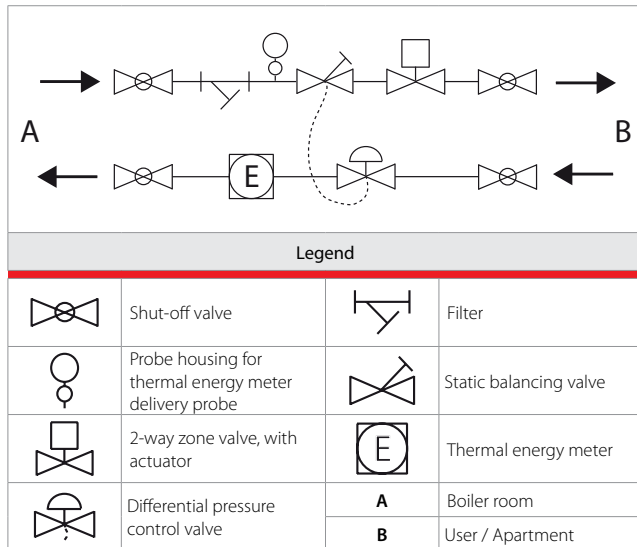 A
B
E
Legend
Shut-off valve
Filter
Probe housing for
thermal energy meter
delivery probe
Static balancing valve
2-way zone valve, with
actuator
E
Thermal energy meter
Differential pressure
control valve
A
Boiler room
B
User / Apartment